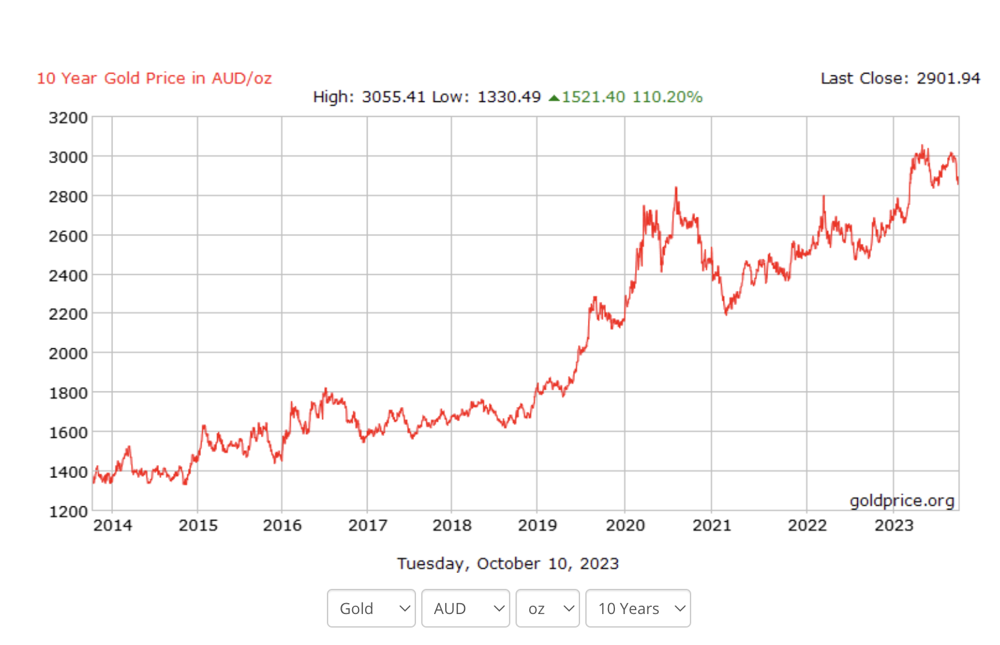 10 Year Gold Price in AUD/oz
Last Close: 2901.94
High: 3055.41 Low: 1330.49 ▲1521.40 110.20%
3200
3000
2800
2600
2400
2200
2000
1800
1600
1400
1200
goldprice.org
2014 2015 2016 2017 2018 2019 2020 2021 2022 2023
Tuesday, October 10, 2023
Gold AUD oz 10 Years